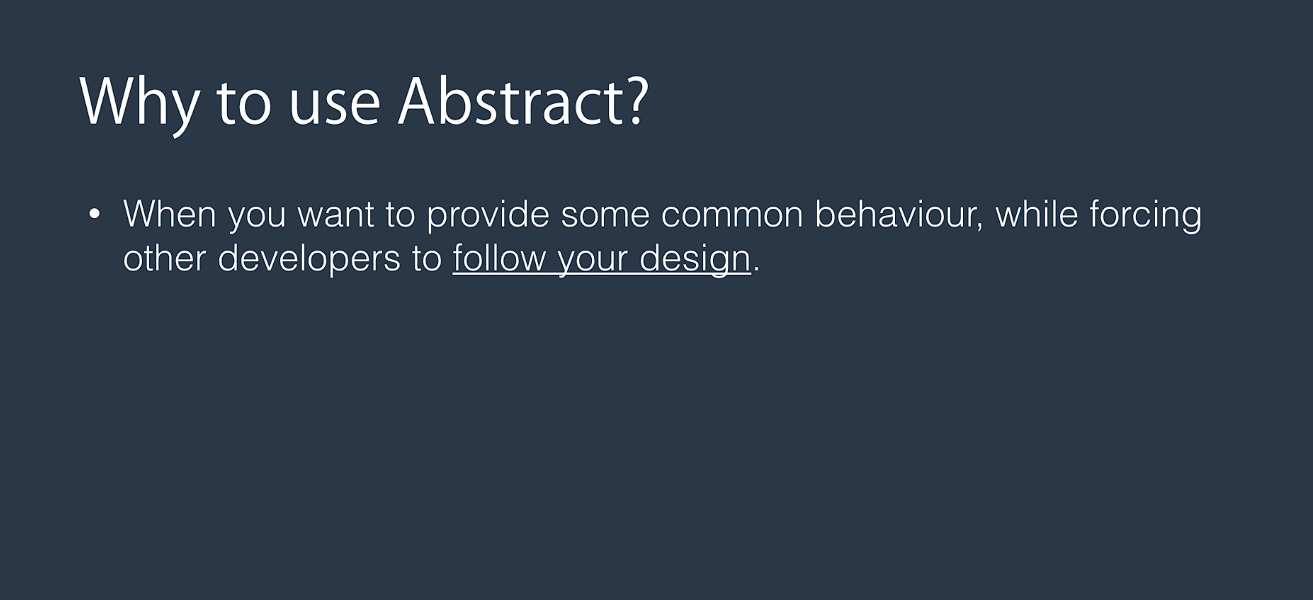 Why to use Abstract?
• When you want to provide some common behaviour, while forcing
other developers to follow your design.